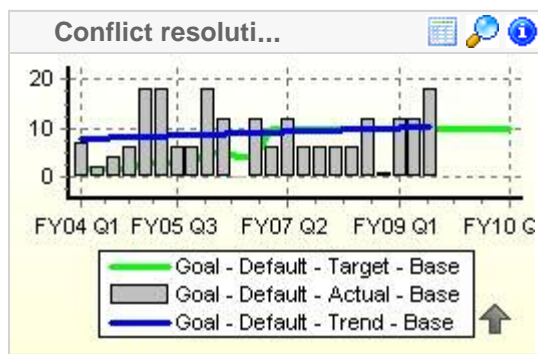 Conflict resoluti...
20
10
0
FY04 Q1 FY05 Q3 FY07 Q2 FY09 Q1 FY10 Q
Goal - Default - Target - Base
Goal - Default - Actual - Base
Goal - Default - Trend - Base